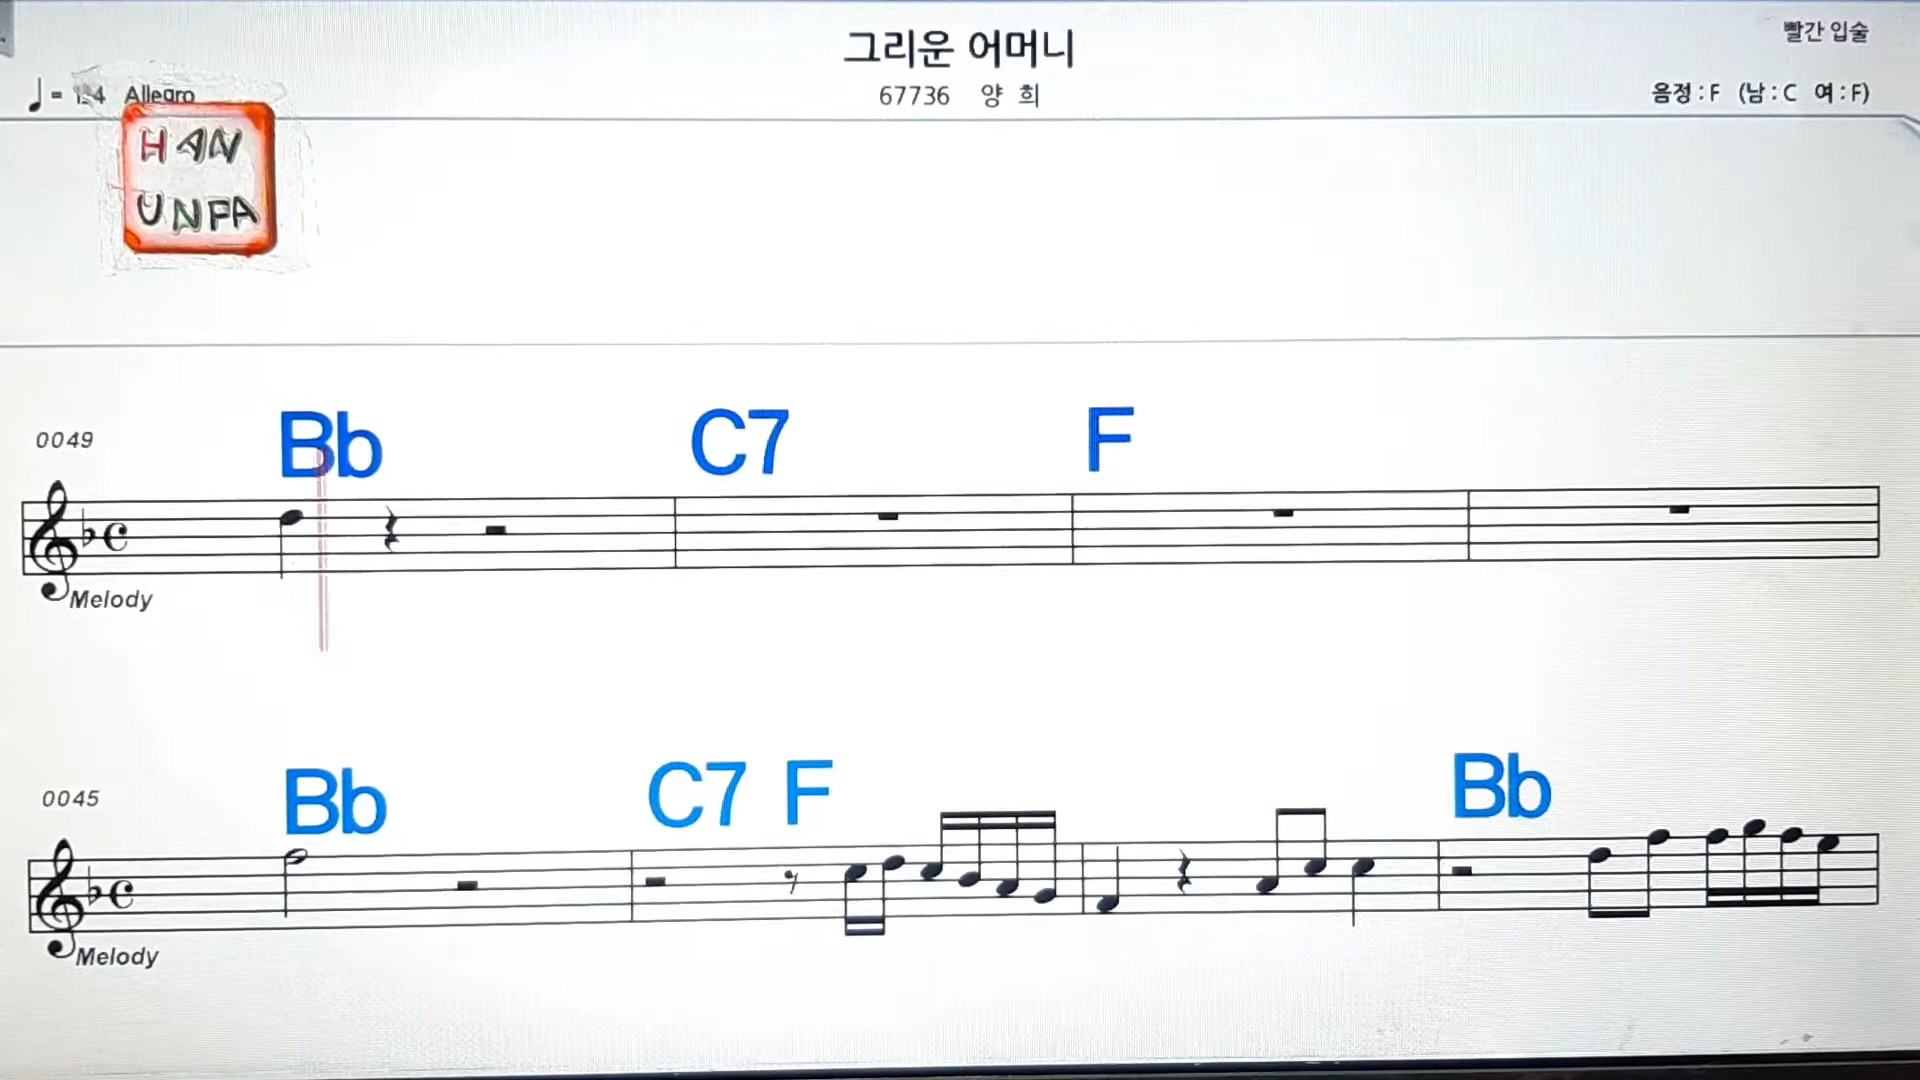 그리운 어머니
빨간 입술
Allegro
67736 양 희
음정 : F (남 : C 여 : F)
HAN
UNFA
0049
Bb C7 F
Melody
0045
Bb C7 F Bb
Melody